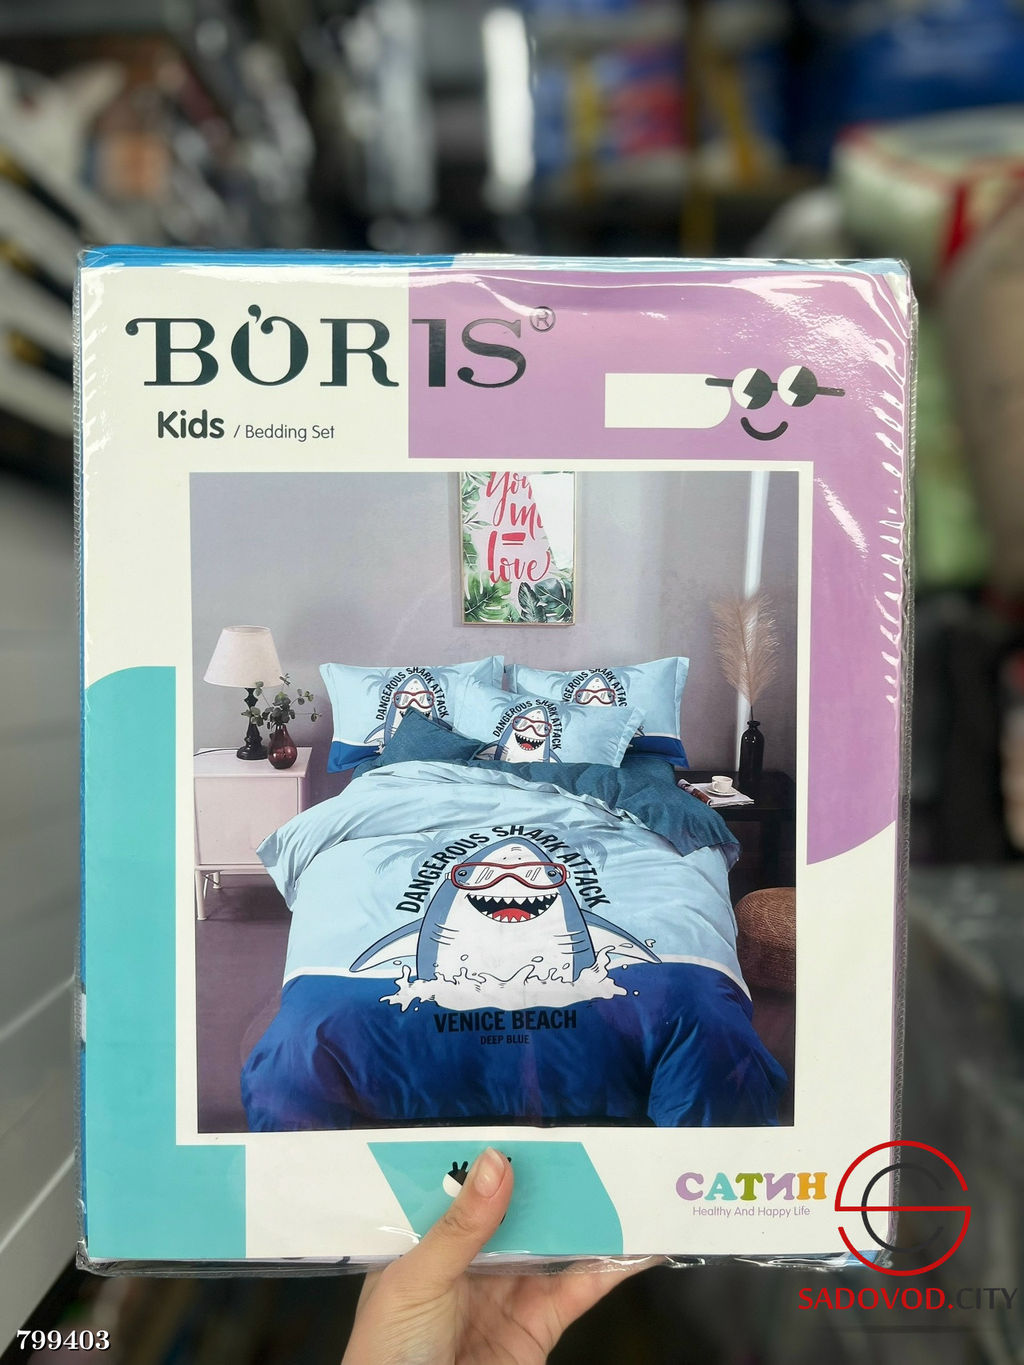 BORIS®
Kids / Bedding Set
You
me
=
love
DANGEROUS SHARK ATTACK
DANGEROUS SHARK ATTACK
DANGEROUS SHARK ATTACK
DANGEROUS SHARK ATTACK
VENICE BEACH
DEEP BLUE
САТИН
Healthy And Happy Life
SADOVOD.CITY
799403